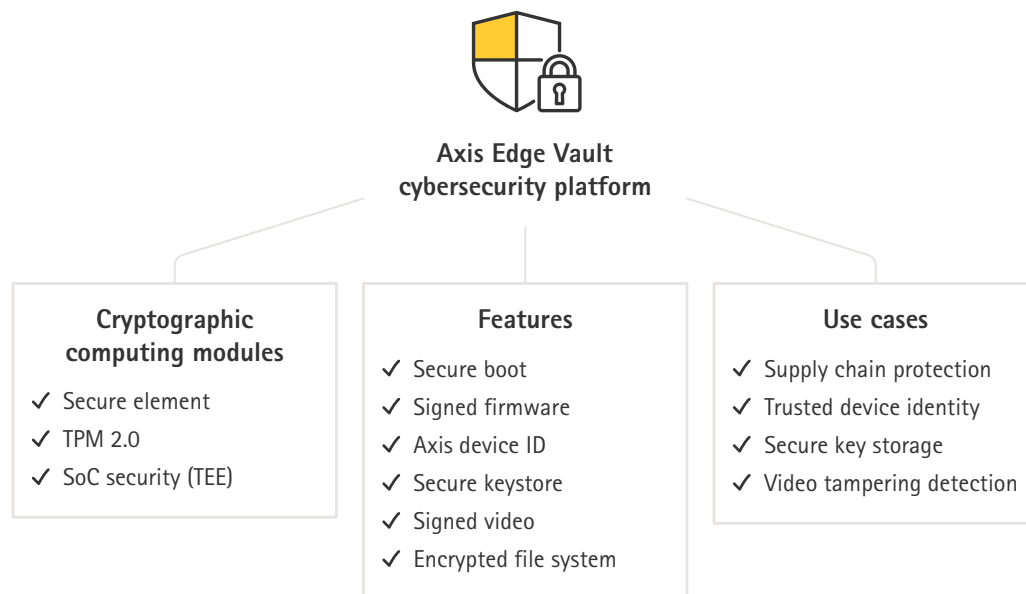 Axis Edge Vault
cybersecurity platform
Cryptographic
computing modules
Secure element
TPM 2.0
SoC security (TEE)
Features
Secure boot
Signed firmware
Axis device ID
Secure keystore
Signed video
Encrypted file system
Use cases
Supply chain protection
Trusted device identity
Secure key storage
Video tampering detection